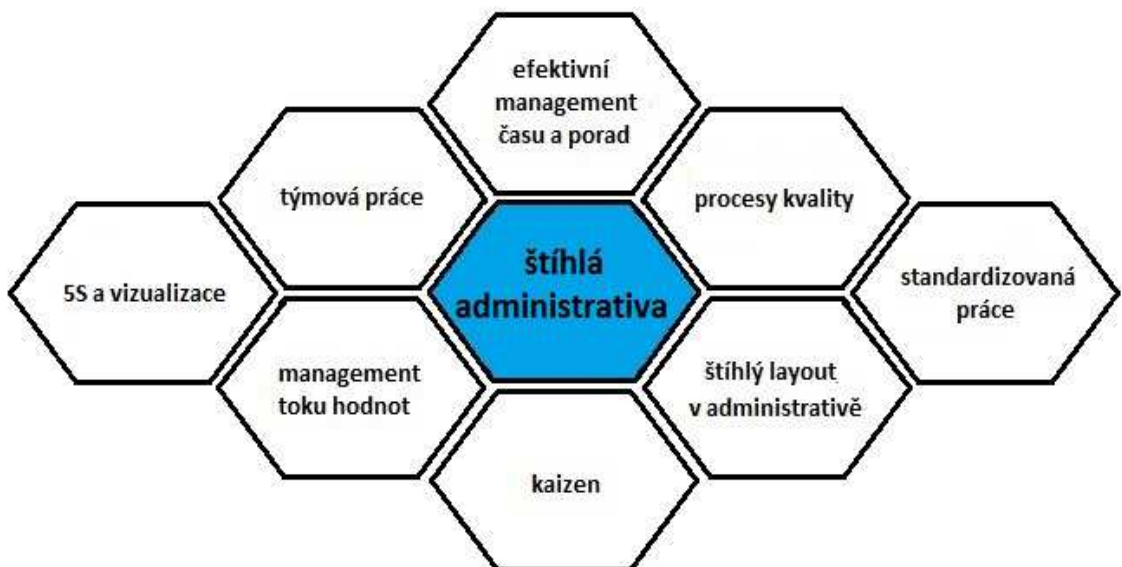 efektivní
management
času a porad
týmová práce
procesy kvality
5S a vizualizace
štíhlá
administrativa
standardizovaná
práce
management
toku hodnot
štíhlý layout
v administrativě
kaizen